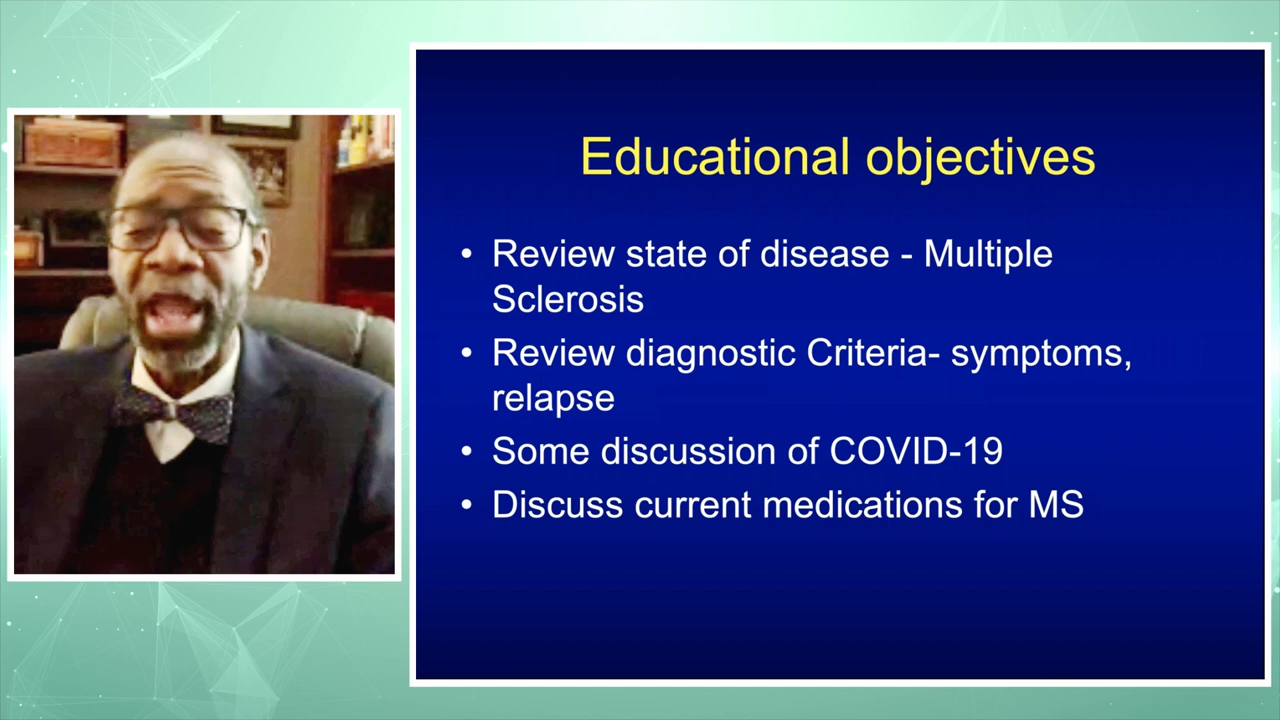 Educational objectives
• Review state of disease - Multiple
Sclerosis
• Review diagnostic Criteria- symptoms,
relapse
• Some discussion of COVID-19
• Discuss current medications for MS